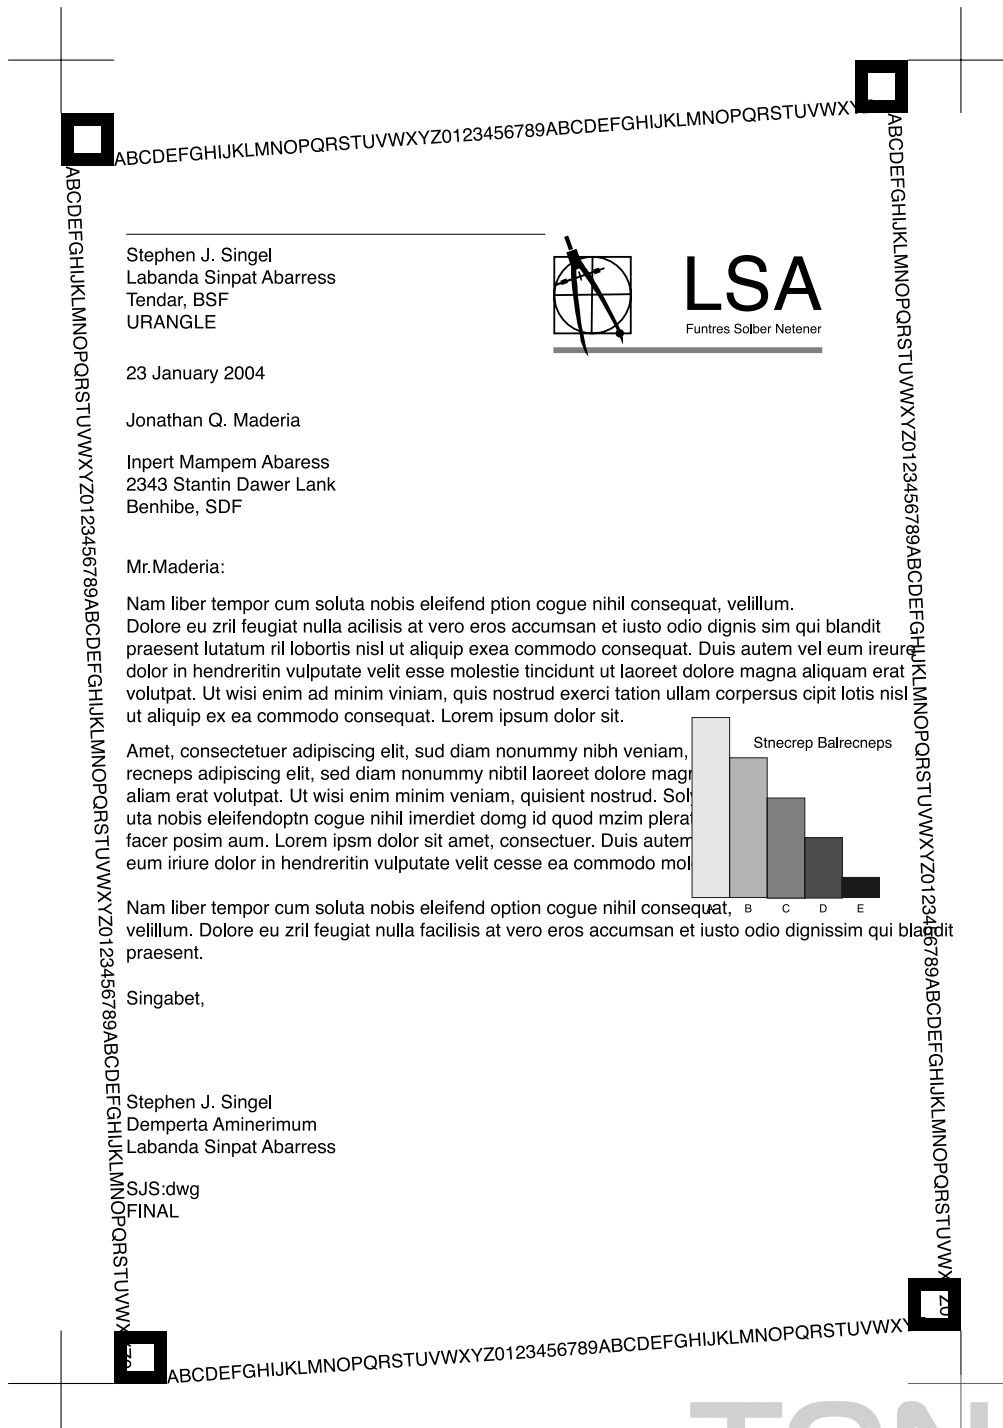 ABCDEFGHIJKLMNOPQRSTUVWXYZ0123456789ABCDEFGHIJKLMNOPQRSTUVWXY
ABCDEFGHIJKLMNOPQRSTUVWXYZ0123456789ABCDEFGHIJKLMNOPQRSTUVWXYZ0123456789ABCDEFGHIJKLMNOPQRSTUVWX
ABCDEFGHIJKLMNOPQRSTUVWXYZ0123456789ABCDEFGHIJKLMNOPQRSTUVWXYZ0123456789ABCDEFGHIJKLMNOPQRSTUVWX
Stephen J. Singel
Labanda Sinpat Abarress
Tendar, BSF
URANGLE
LSA
Funtres Solber Netener
23 January 2004
Jonathan Q. Maderia
Inpert Mampem Abaress
2343 Stantin Dawer Lank
Benhibe, SDF
Mr.Maderia:
Nam liber tempor cum soluta nobis eleifend ption cogue nihil consequat, velillum.
Dolore eu zril feugiat nulla acilisis at vero eros accumsan et iusto odio dignis sim qui blandit
praesent lutatum ril lobortis nisl ut aliquip exea commodo consequat. Duis autem vel eum ireure
dolor in hendreritin vulputate velit esse molestie tincidunt ut laoreet dolore magna aliquam erat
volutpat. Ut wisi enim ad minim viniam, quis nostrud exerci tation ullam corpersus cipit lotis nisl
ut aliquip ex ea commodo consequat. Lorem ipsum dolor sit.
Amet, consectetuer adipiscing elit, sud diam nonummy nibh veniam,
recneps adipiscing elit, sed diam nonummy nibtil laoreet dolore magn
aliam erat volutpat. Ut wisi enim minim veniam, quisient nostrud. Sol
uta nobis eleifendoptn cogue nihil imerdiet domg id quod mzim plerat
facer posim aum. Lorem ipsm dolor sit amet, consectuer. Duis autem
eum iriure dolor in hendreritin vulputate velit cesse ea commodo mol
Stnecrep Balrecneps
A B C D E
Nam liber tempor cum soluta nobis eleifend option cogue nihil consequat,
velillum. Dolore eu zril feugiat nulla facilisis at vero eros accumsan et iusto odio dignissim qui blandit
praesent.
Singabet,
Stephen J. Singel
Demperta Aminerimum
Labanda Sinpat Abarress
SJS:dwg
FINAL
ABCDEFGHIJKLMNOPQRSTUVWXYZ0123456789ABCDEFGHIJKLMNOPQRSTUVWXY